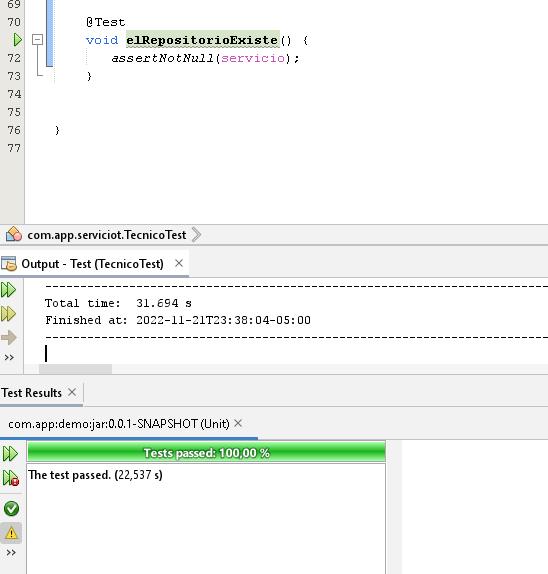 69
70 @Test
void elRepositorioExiste() {
72 assertNotNull(servicio);
73 }
74
75
76 }
77
com.app.serviciot.TecnicoTest
Output - Test (TecnicoTest) ×
------------------------------------------------------------------------
Total time: 31.694 s
Finished at: 2022-11-21T23:38:04-05:00
------------------------------------------------------------------------
Test Results ×
com.app:demo:jar:0.0.1-SNAPSHOT (Unit) ×
Tests passed: 100,00 %
The test passed. (22,537 s)